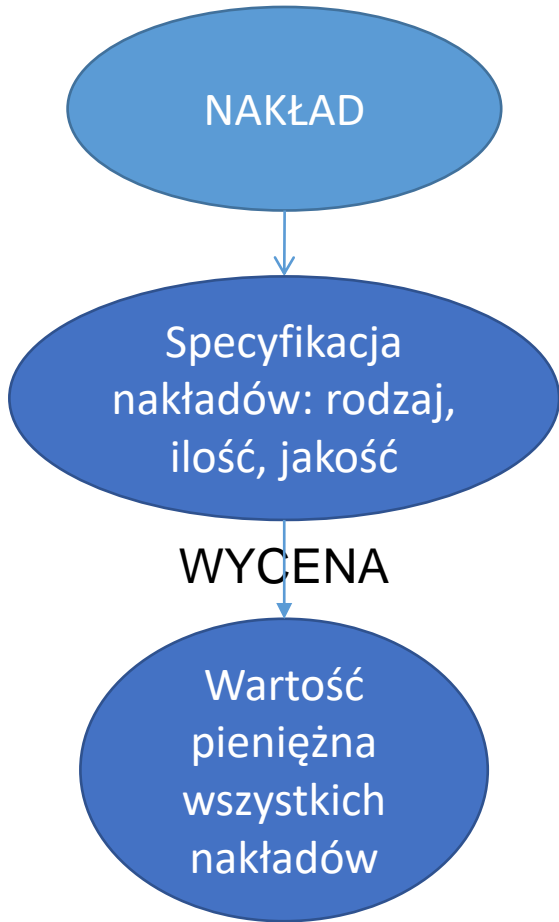 NAKŁAD
Specyfikacja
nakładów: rodzaj,
ilość, jakość
WYCENA
Wartość
pieniężna
wszystkich
nakładów